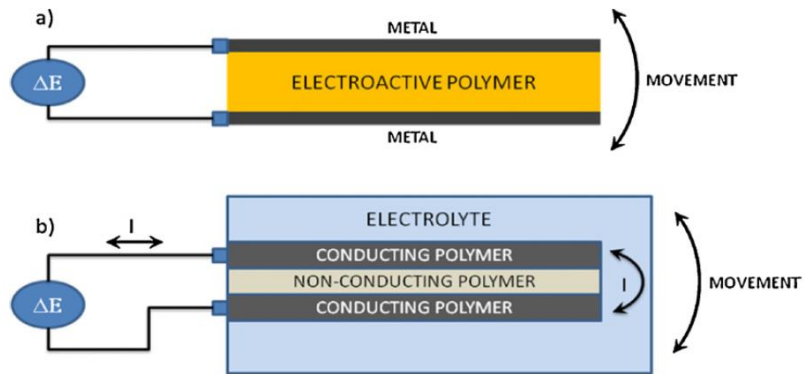 a)
METAL
ΔE
ELECTROACTIVE POLYMER
MOVEMENT
METAL
b)
I
ELECTROLYTE
CONDUCTING POLYMER
NON-CONDUCTING POLYMER
I
MOVEMENT
ΔE
CONDUCTING POLYMER